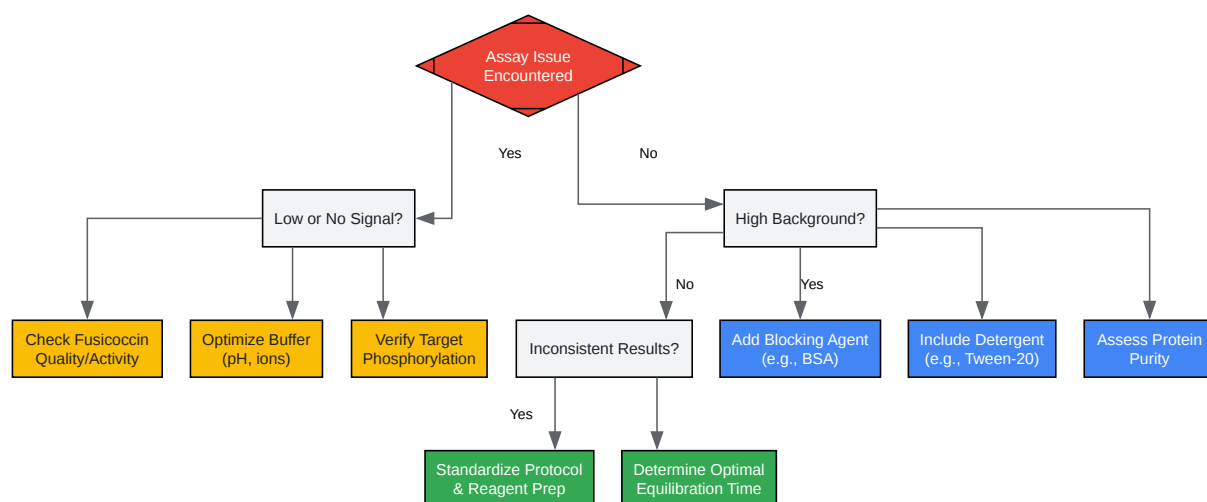 Assay Issue
Encountered
Yes
No
Low or No Signal?
High Background?
No
Yes
Check Fusicoccin
Quality/Activity
Optimize Buffer
(pH, ions)
Verify Target
Phosphorylation
Inconsistent Results?
Add Blocking Agent
(e.g., BSA)
Include Detergent
(e.g., Tween-20)
Assess Protein
Purity
Yes
Standardize Protocol
& Reagent Prep
Determine Optimal
Equilibration Time